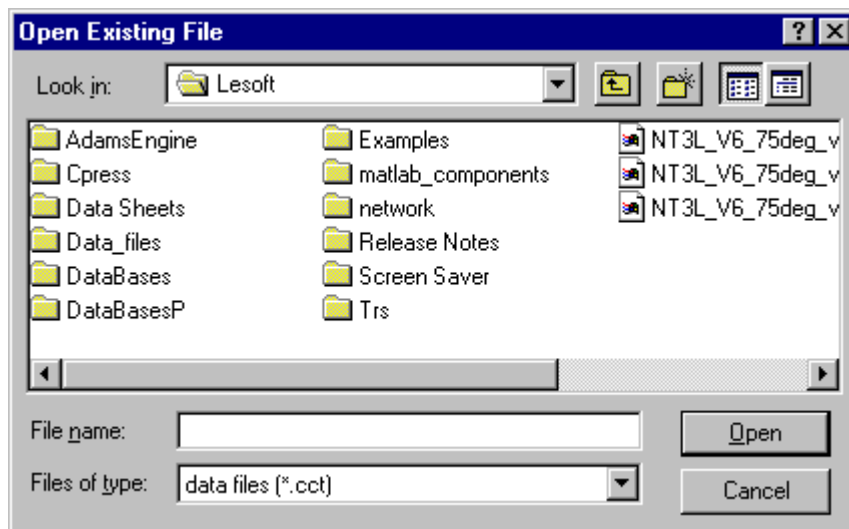 Open Existing File
Look in: Lesoft
AdamsEngine Examples NT3L_V6_75deg_v
Cpress matlab_components NT3L_V6_75deg_v
Data Sheets network NT3L_V6_75deg_v
Data_files Release Notes
DataBases Screen Saver
DataBasesP Trs
File name: Open
Files of type: data files (*.cct) Cancel